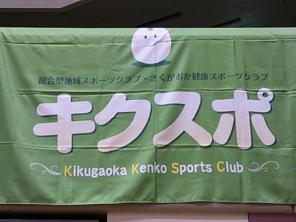 総合型地域スポーツクラブ・きくがおか健康スポーツクラブ
キクスポ
Kikugaoka Kenko Sports Club